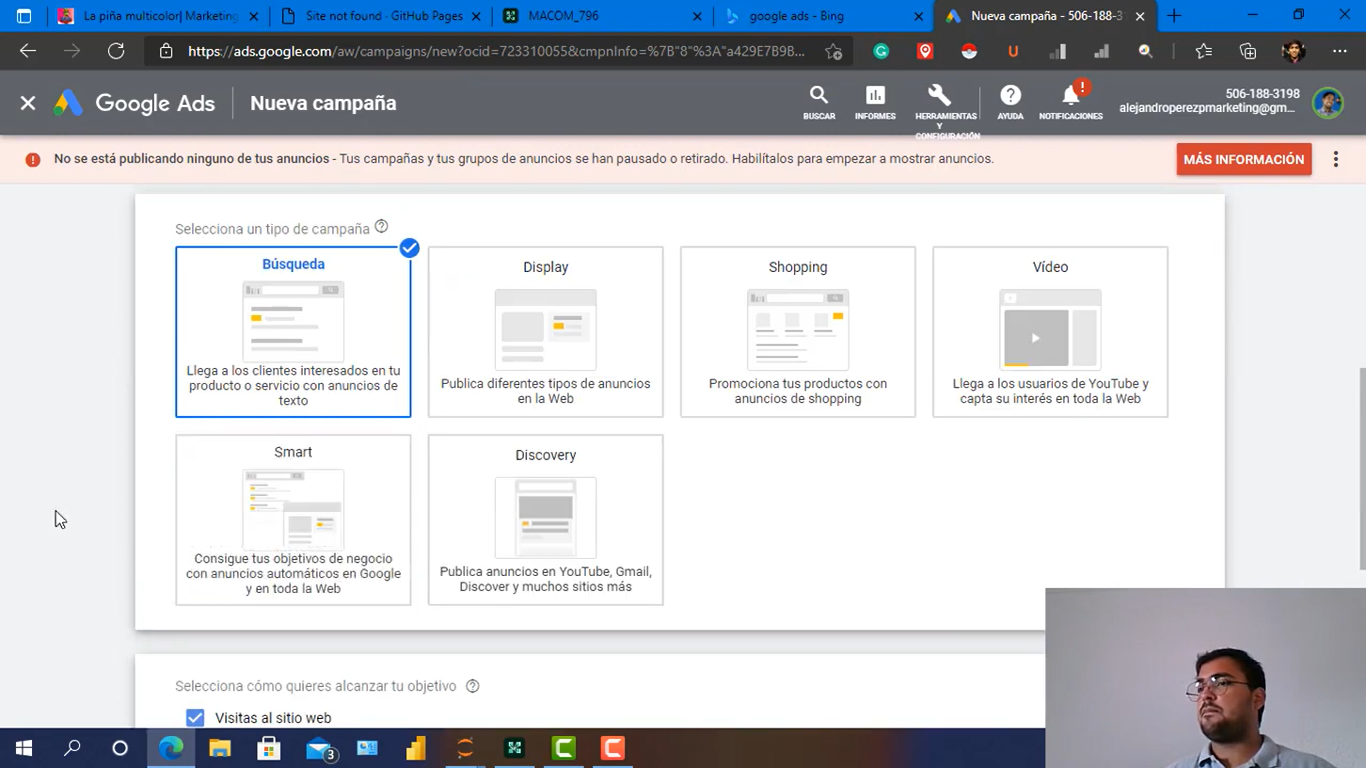 La piña multicolor| Marketing
Site not found · GitHub Pages
MACOM_796
google ads - Bing
Nueva campaña - 506-188-3
https://ads.google.com/aw/campaigns/new?ocid=723310055&cmpnInfo=%7B"8"%3A"a429E7B9B...
Google Ads
Nueva campaña
BUSCAR
INFORMES
HERRAMIENTAS
Y
CONFIGURACIÓN
AYUDA
NOTIFICACIONES
506-188-3198
alejandroperezpmarketing@gm...
No se está publicando ninguno de tus anuncios - Tus campañas y tus grupos de anuncios se han pausado o retirado. Habilítalos para empezar a mostrar anuncios.
MÁS INFORMACIÓN
Selecciona un tipo de campaña
Búsqueda
Llega a los clientes interesados en tu
producto o servicio con anuncios de
texto
Display
Publica diferentes tipos de anuncios
en la Web
Shopping
Promociona tus productos con
anuncios de shopping
Vídeo
Llega a los usuarios de YouTube y
capta su interés en toda la Web
Smart
Consigue tus objetivos de negocio
con anuncios automáticos en Google
y en toda la Web
Discovery
Publica anuncios en YouTube, Gmail,
Discover y muchos sitios más
Selecciona cómo quieres alcanzar tu objetivo
Visitas al sitio web
3